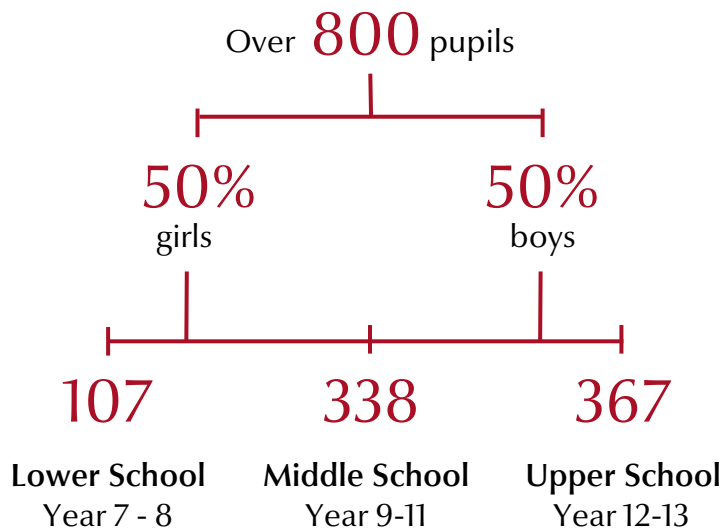 Over 800 pupils
50% 50%
girls boys
107 338 367
Lower School Middle School Upper School
Year 7 - 8 Year 9-11 Year 12-13